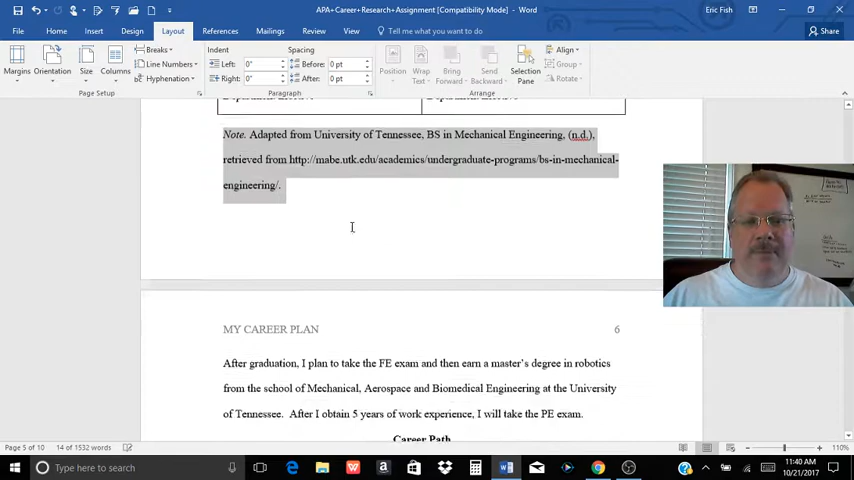 APA+Career+Research+Assignment [Compatibility Mode] - Word
Eric Fish
File Home Insert Design Layout References Mailings Review View Tell me what you want to do
Share
Margins Orientation Size Columns
Breaks
Line Numbers
Hyphenation
Page Setup
Indent
Left: 0"
Right: 0"
Spacing
Before: 0 pt
After: 0 pt
Paragraph
Position Wrap Text Bring Forward Send Backward Selection Pane
Align
Group
Rotate
Arrange
Note. Adapted from University of Tennessee, BS in Mechanical Engineering, (n.d.),
retrieved from http://mabe.utk.edu/academics/undergraduate-programs/bs-in-mechanical-
engineering/.
MY CAREER PLAN 6
After graduation, I plan to take the FE exam and then earn a master's degree in robotics
from the school of Mechanical, Aerospace and Biomedical Engineering at the University
of Tennessee. After I obtain 5 years of work experience, I will take the PE exam.
Career Path
Page 5 of 10 14 of 1532 words
110%
Type here to search
11:40 AM
10/21/2017